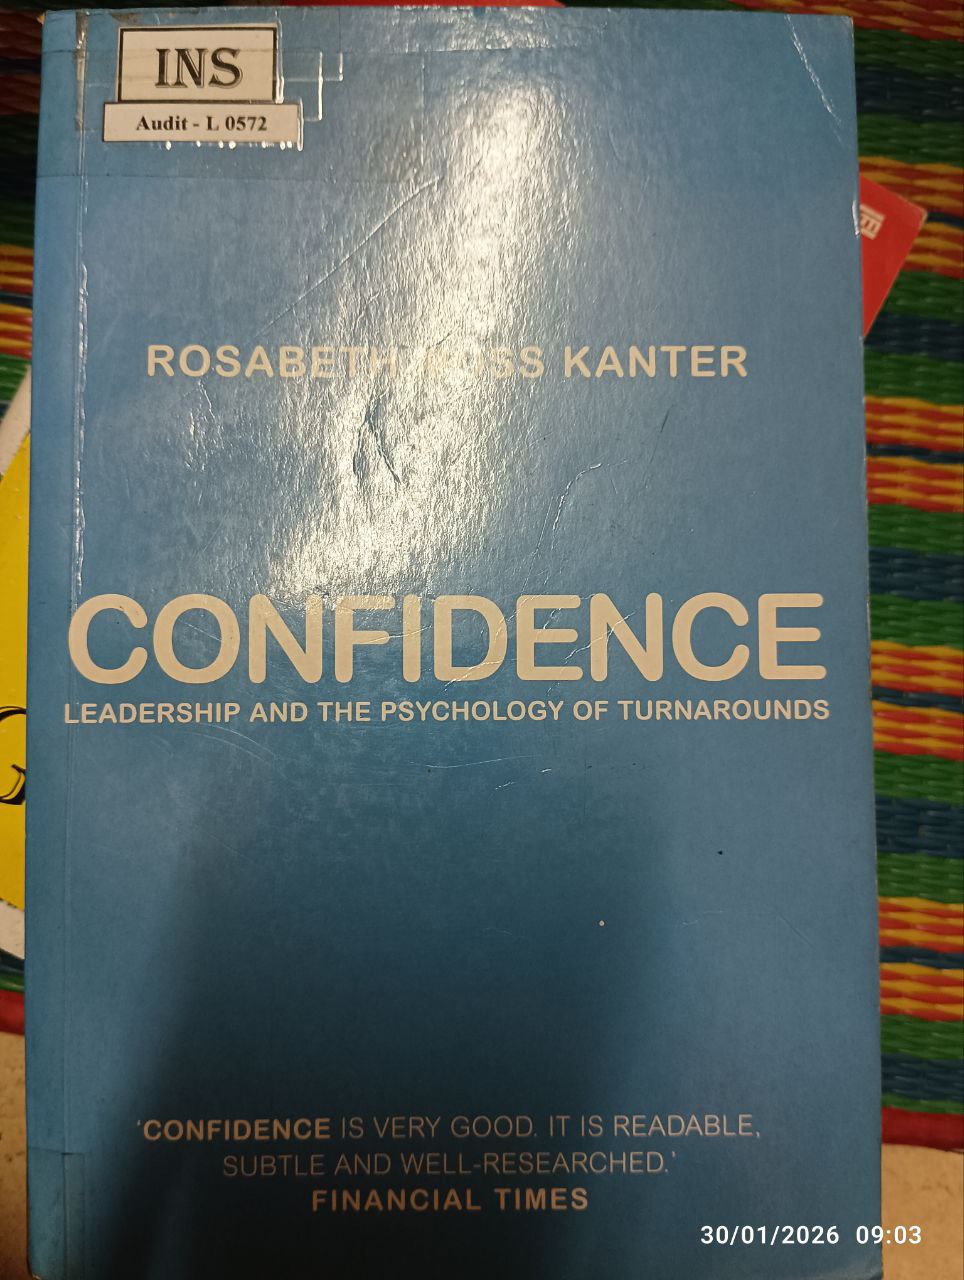 INS
Audit - L 0572
ROSABETH MOSS KANTER
CONFIDENCE
LEADERSHIP AND THE PSYCHOLOGY OF TURNAROUNDS
'CONFIDENCE IS VERY GOOD. IT IS READABLE,
SUBTLE AND WELL-RESEARCHED.'
FINANCIAL TIMES
30/01/2026 09:03